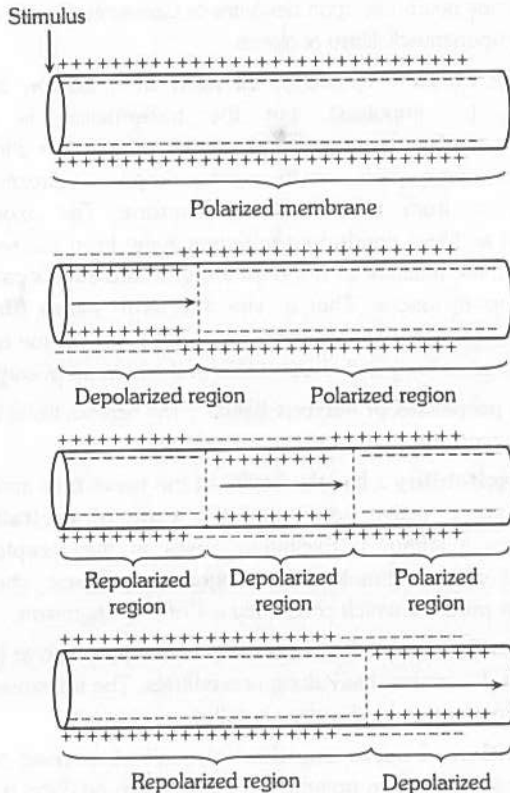 Stimulus
Polarized membrane
Depolarized region
Polarized region
Repolarized
region
Depolarized
region
Polarized
region
Repolarized region
Depolarized